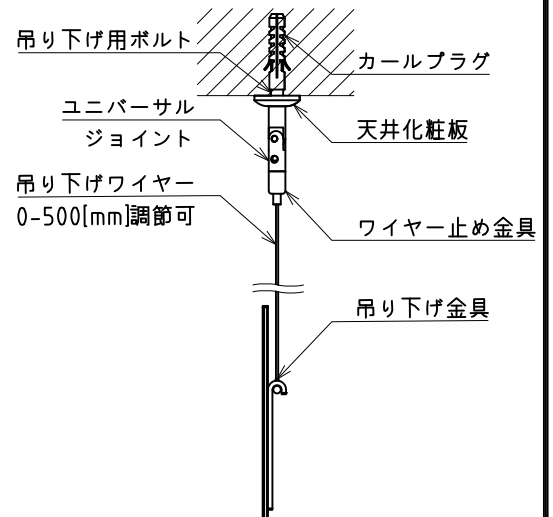 吊り下げ用ボルト
カールプラグ
ユニバーサル
ジョイント
天井化粧板
吊り下げワイヤー
0-500[mm]調節可
ワイヤー止め金具
吊り下げ金具